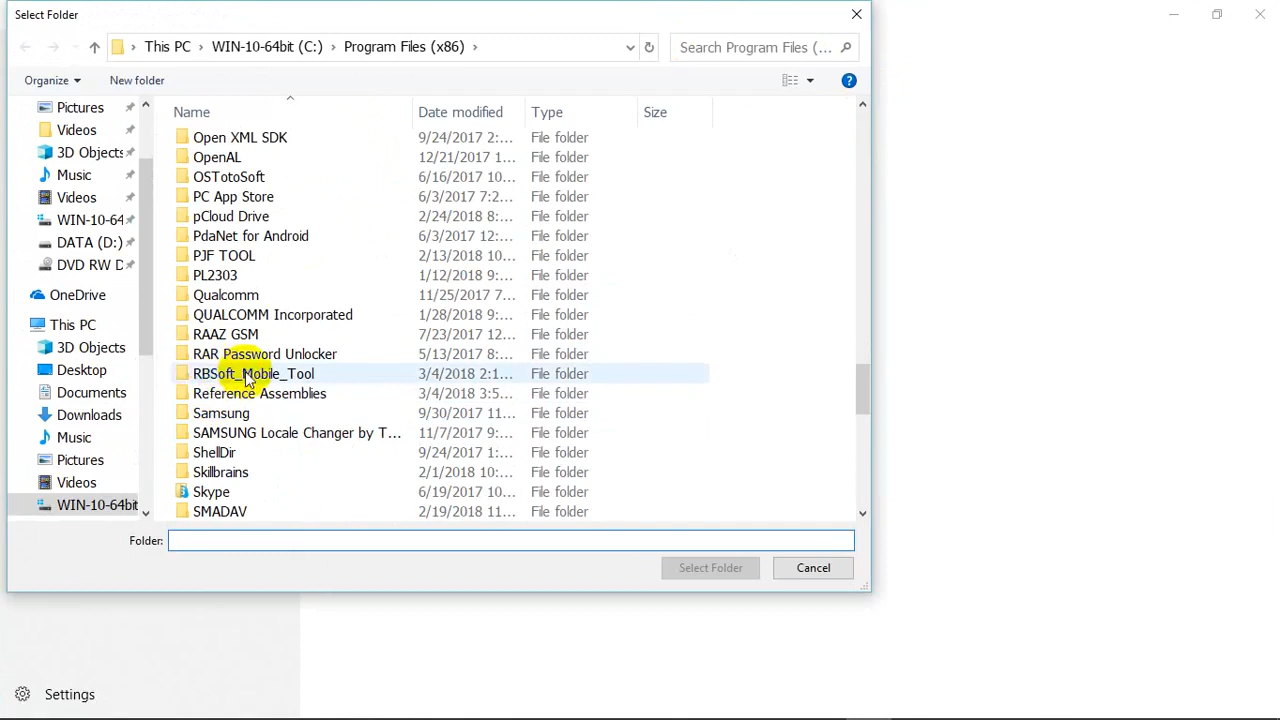 Select Folder
This PC WIN-10-64bit (C:) Program Files (x86) Search Program Files (...
Organize New folder
Name Date modified Type Size
Pictures
Videos
3D Objects
Music
Videos
WIN-10-64
DATA (D:)
DVD RW D
OneDrive
This PC
3D Objects
Desktop
Documents
Downloads
Music
Pictures
Videos
WIN-10-64bit
Open XML SDK 9/24/2017 2:... File folder
OpenAL 12/21/2017 1... File folder
OSTotoSoft 6/16/2017 10... File folder
PC App Store 6/3/2017 7:2... File folder
pCloud Drive 2/24/2018 8:... File folder
PdaNet for Android 6/3/2017 12:... File folder
PJF TOOL 2/13/2018 10... File folder
PL2303 1/12/2018 9:... File folder
Qualcomm 11/25/2017 7... File folder
QUALCOMM Incorporated 1/28/2018 9:... File folder
RAAZ GSM 7/23/2017 12... File folder
RAR Password Unlocker 5/13/2017 8:... File folder
RBSoft_Mobile_Tool 3/4/2018 2:1... File folder
Reference Assemblies 3/4/2018 3:5... File folder
Samsung 9/30/2017 11... File folder
SAMSUNG Locale Changer by T... 11/7/2017 9:... File folder
ShellDir 9/24/2017 1:... File folder
Skillbrains 2/1/2018 10:... File folder
Skype 6/19/2017 10... File folder
SMADAV 2/19/2018 11... File folder
Folder:
Select Folder Cancel
Settings